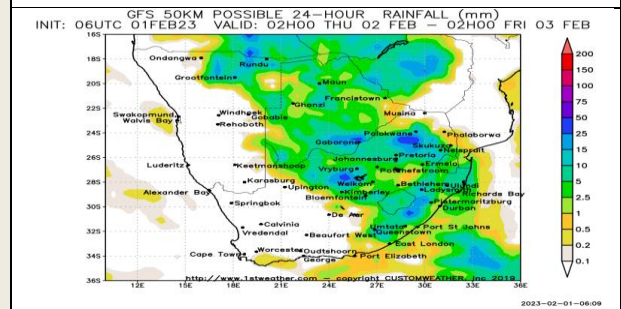 GFS 50KM POSSIBLE 24-HOUR RAINFALL (mm)
INIT: 06UTC 01FEB23 VALID: 02H00 THU 02 FEB - 02H00 FRI 03 FEB
16S
18S
20S
22S
24S
26S
28S
30S
32S
34S
36S
Ondangwa
Rundu
Grootfontein
Maun
Francistown
Ghanzi
Musina
Swakopmund
Windhoek
Gobabis
Walvis Bay
Rehoboth
Polokwane
Phalaborwa
Gaborone
Skukuza
Pretoria
Nelspruit
Johannesburg
Ermelo
Luderitz
Keetmanshoop
Vryburg
Potchefstroom
Karasburg
Upington
Welkom
Bethlehem
Ulundi
Alexander Bay
Kimberley
Ladysmith
Richards Bay
Bloemfontein
Springbok
Pietermaritzburg
Durban
De Aar
Calvinia
Umtata
Port St Johns
Vredendal
Beaufort West
Queenstown
East London
Cape Town
Worcester
Oudtshoorn
George
Port Elizabeth
http://www.1stweather.com - copyright CUSTOMWEATHER, inc 2019
12E 15E 18E 21E 24E 27E 30E 33E 36E
200
150
100
75
50
25
15
10
5
2.5
1
0.5
0.2
0.1
2023-02-01-06:09